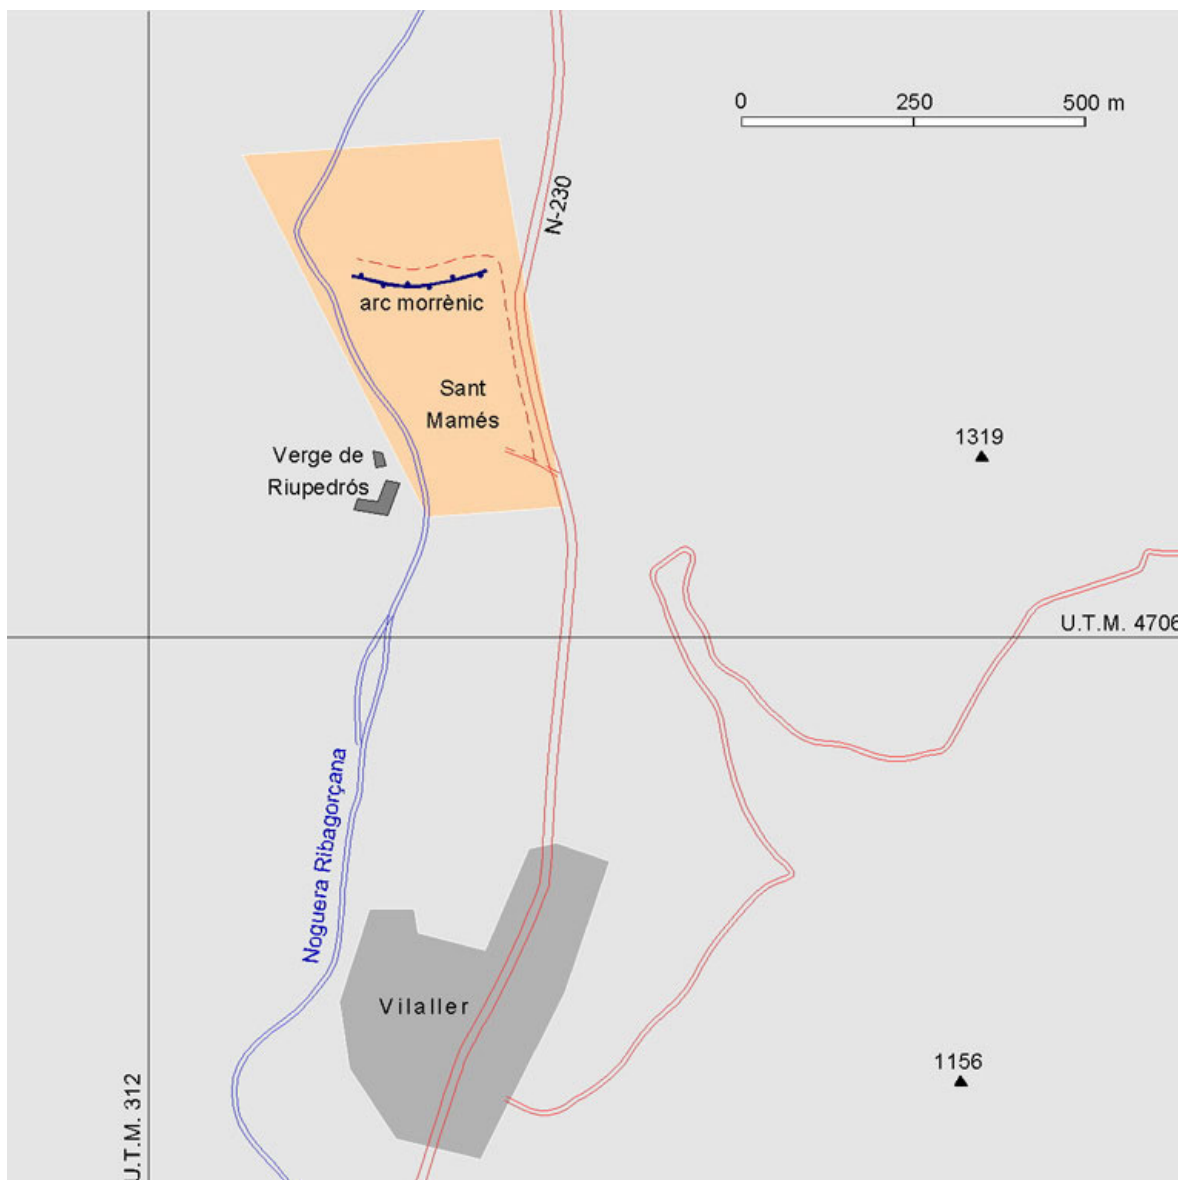 0 250 500 m
N-230
arc morrènic
Sant
Mamés
Verge de
Riupedrós
1319
U.T.M. 4706
Noguera Ribagorçana
Vilaller
1156
U.T.M. 312